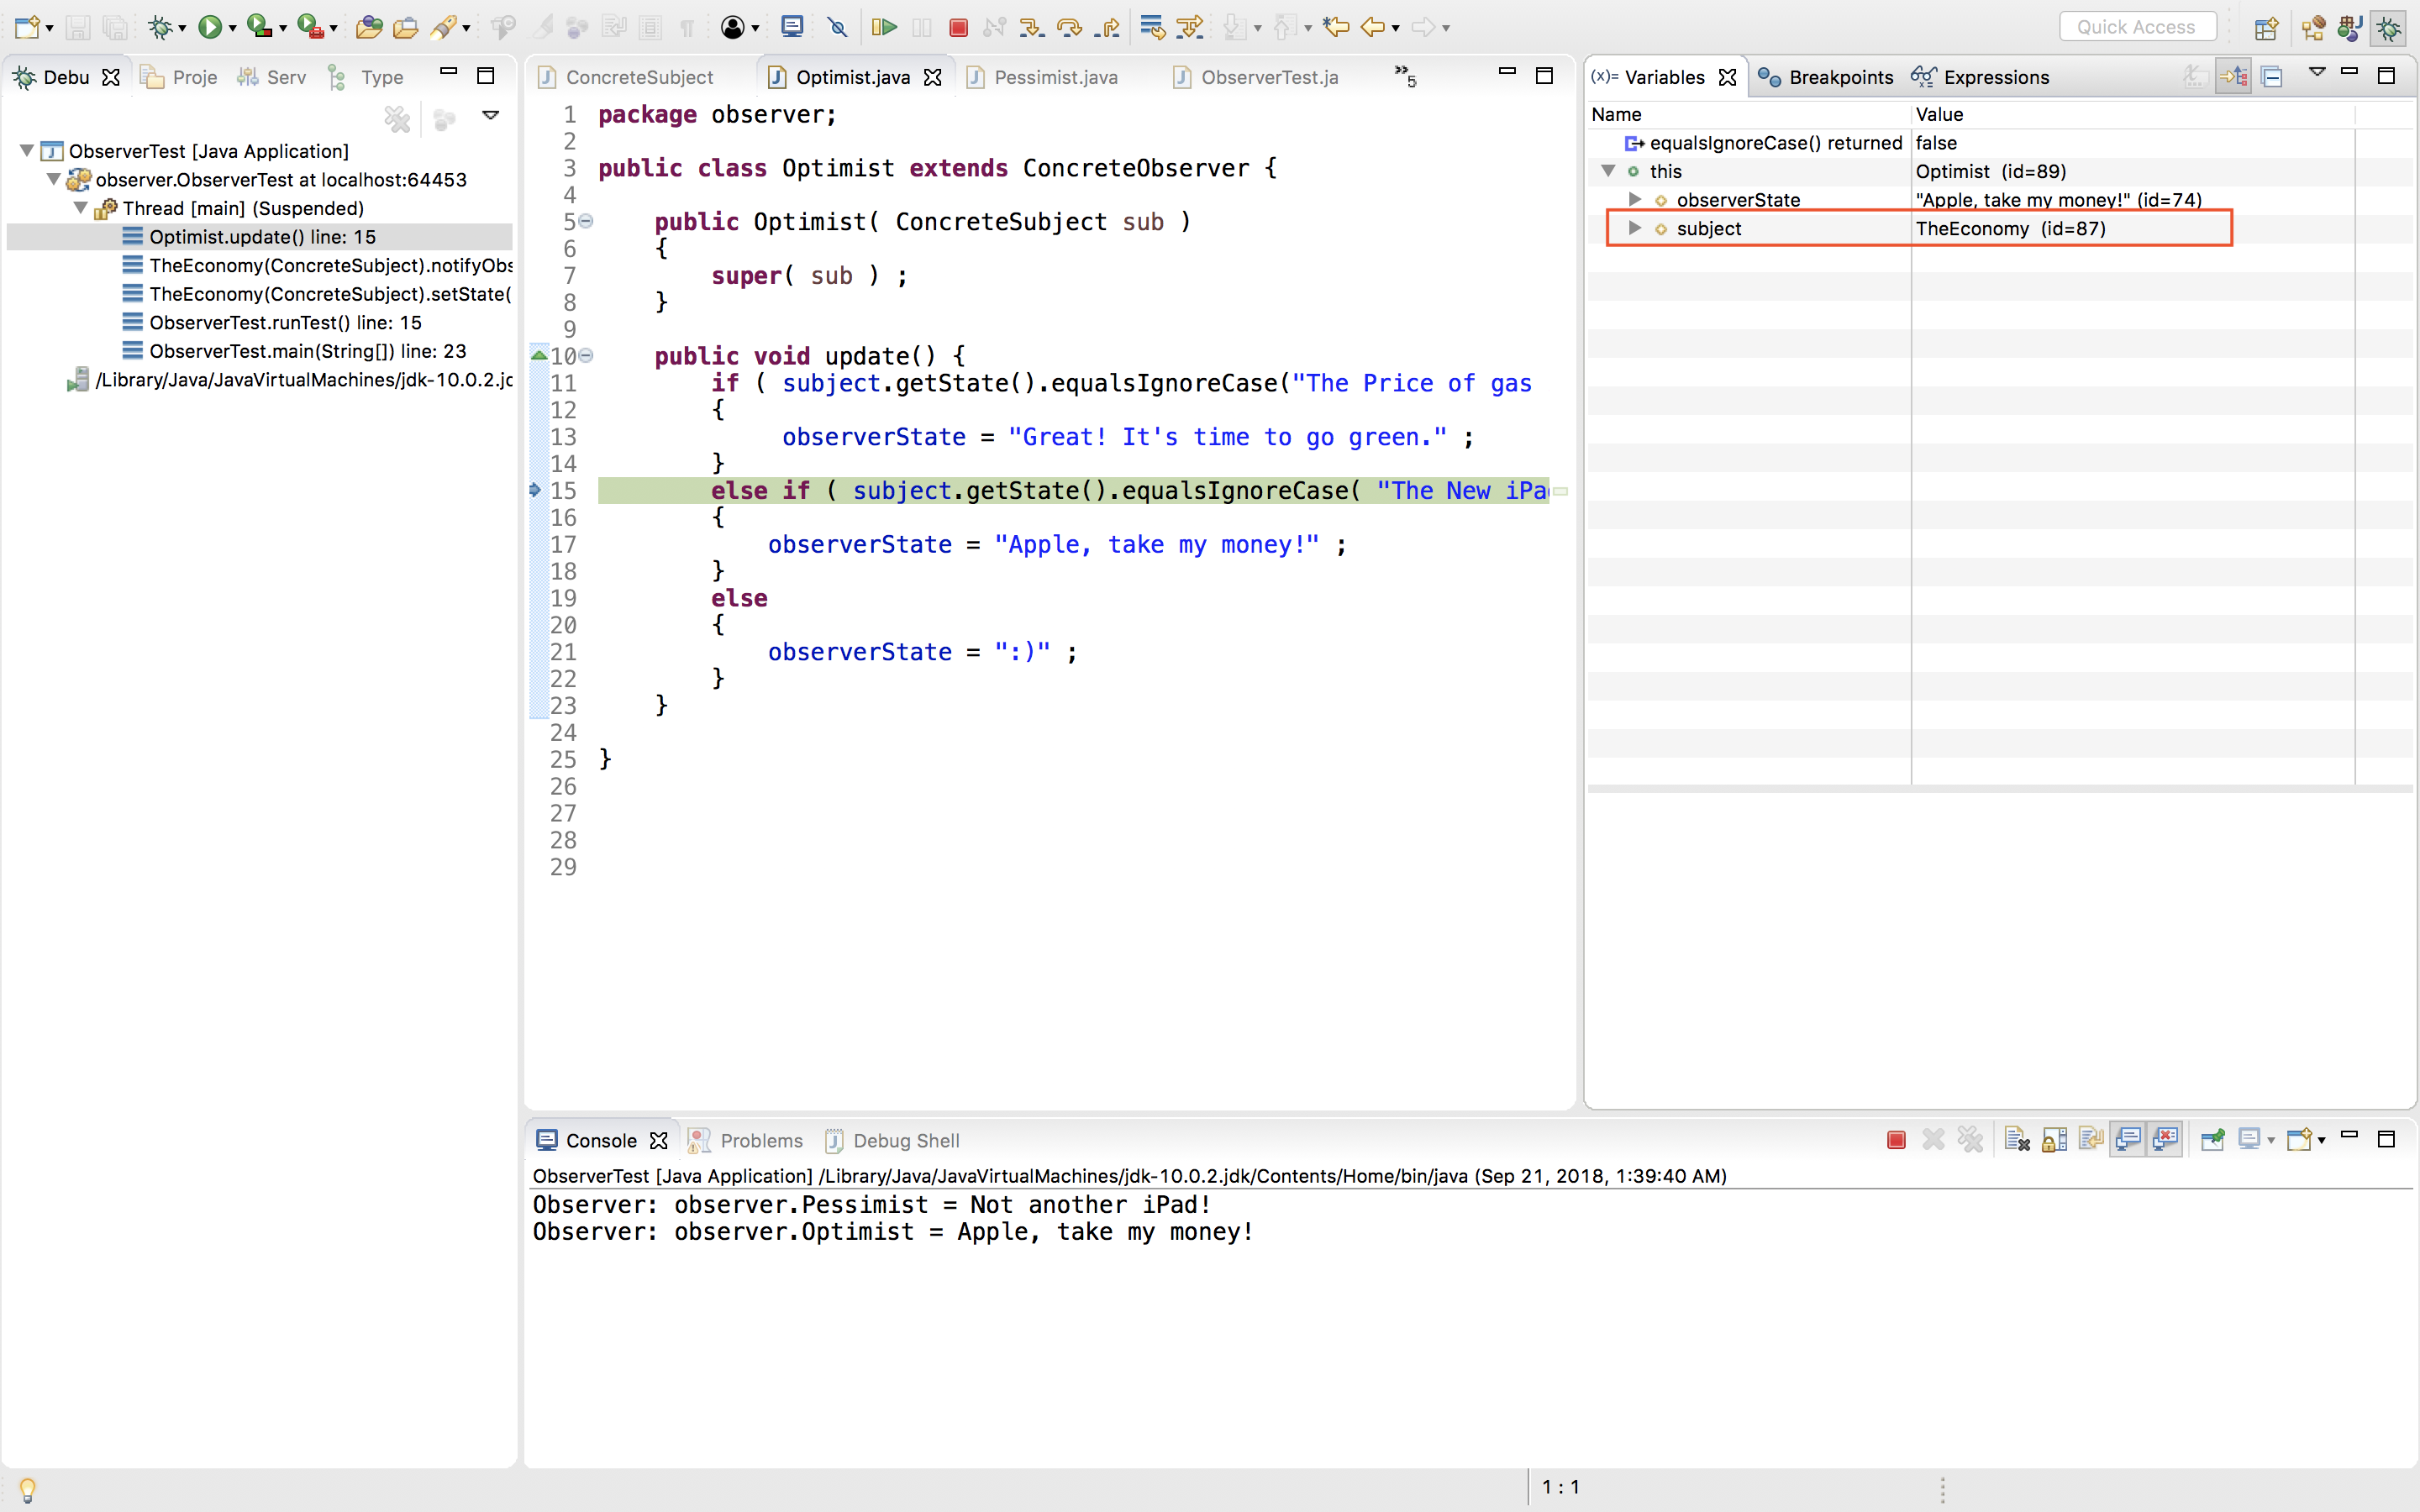 Quick Access
Debu
Proje
Serv
Type
ObserverTest [Java Application]
observer.ObserverTest at localhost:64453
Thread [main] (Suspended)
Optimist.update() line: 15
TheEconomy(ConcreteSubject).notifyObs
TheEconomy(ConcreteSubject).setState(
ObserverTest.runTest() line: 15
ObserverTest.main(String[]) line: 23
/Library/Java/JavaVirtualMachines/jdk-10.0.2.jd
ConcreteSubject
Optimist.java
Pessimist.java
ObserverTest.ja
»5
1 package observer;
2
3 public class Optimist extends ConcreteObserver {
4
5 public Optimist( ConcreteSubject sub )
6 {
7 super( sub ) ;
8 }
9
10 public void update() {
11 if ( subject.getState().equalsIgnoreCase("The Price of gas
12 {
13 observerState = "Great! It's time to go green." ;
14 }
15 else if ( subject.getState().equalsIgnoreCase( "The New iPa
16 {
17 observerState = "Apple, take my money!" ;
18 }
19 else
20 {
21 observerState = ":)" ;
22 }
23 }
24
25 }
26
27
28
29
(x)= Variables
Breakpoints
Expressions
Name Value
equalsIgnoreCase() returned false
this Optimist (id=89)
observerState "Apple, take my money!" (id=74)
subject TheEconomy (id=87)
Console
Problems
Debug Shell
ObserverTest [Java Application] /Library/Java/JavaVirtualMachines/jdk-10.0.2.jdk/Contents/Home/bin/java (Sep 21, 2018, 1:39:40 AM)
Observer: observer.Pessimist = Not another iPad!
Observer: observer.Optimist = Apple, take my money!
1 : 1